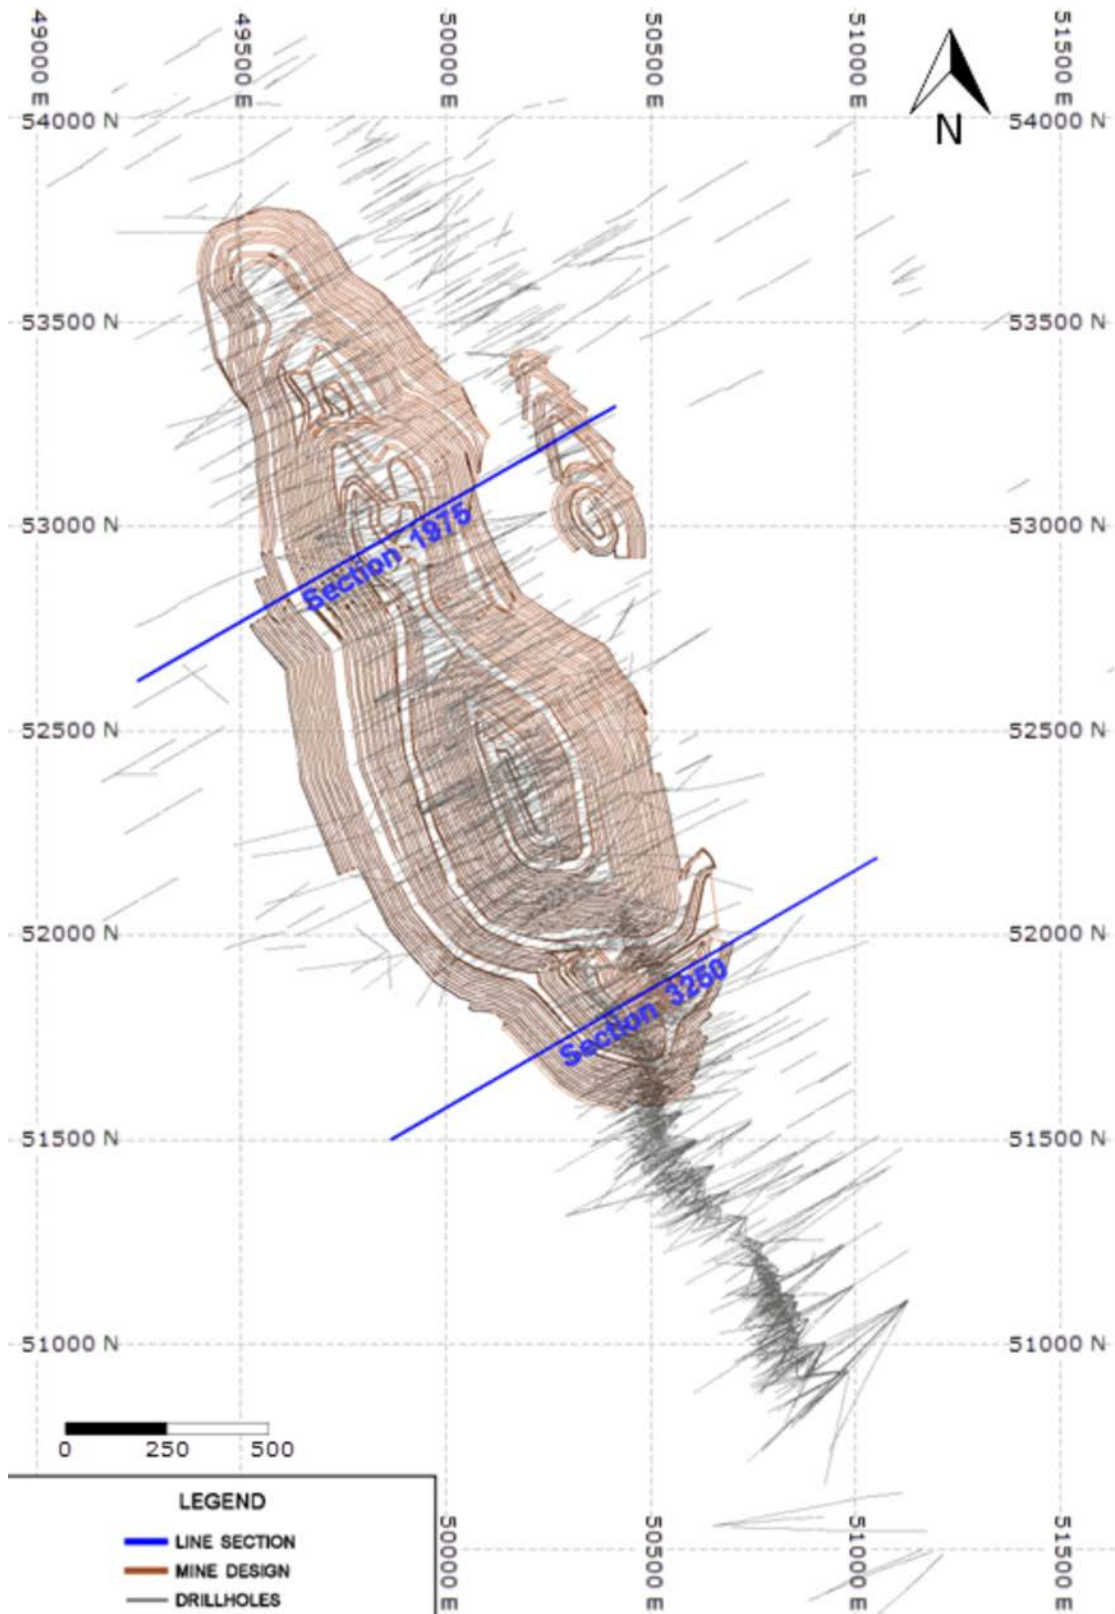 49000 E
49500 E
50000 E
50500 E
51000 E
51500 E
N
54000 N
54000 N
53500 N
53500 N
53000 N
53000 N
Section 1975
52500 N
52500 N
52000 N
52000 N
Section 3250
51500 N
51500 N
51000 N
51000 N
0 250 500
LEGEND
LINE SECTION
MINE DESIGN
DRILLHOLES
50000 E
50500 E
51000 E
51500 E